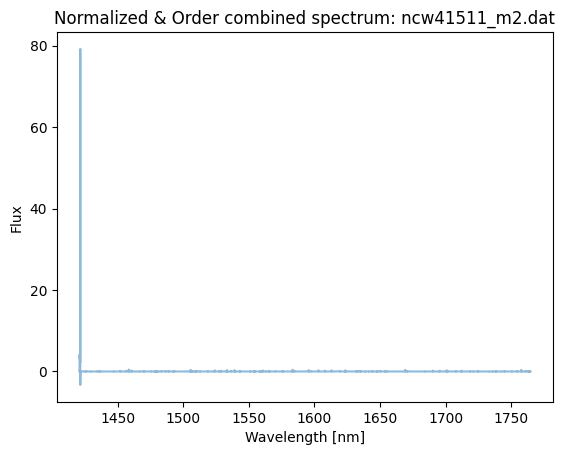 Normalized & Order combined spectrum: ncw41511_m2.dat
80
60
40
20
0
Flux
1450 1500 1550 1600 1650 1700 1750
Wavelength [nm]